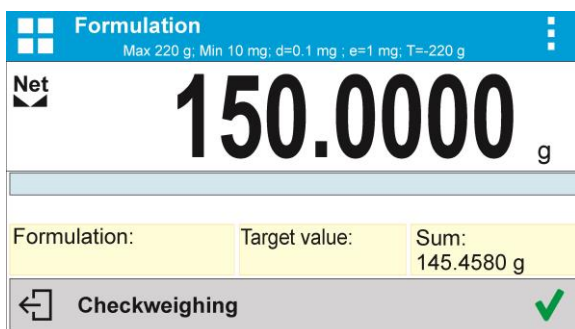 Formulation
Max 220 g; Min 10 mg; d=0.1 mg ; e=1 mg; T=-220 g
Net
150.0000 g
Formulation:
Target value:
Sum:
145.4580 g
Checkweighing